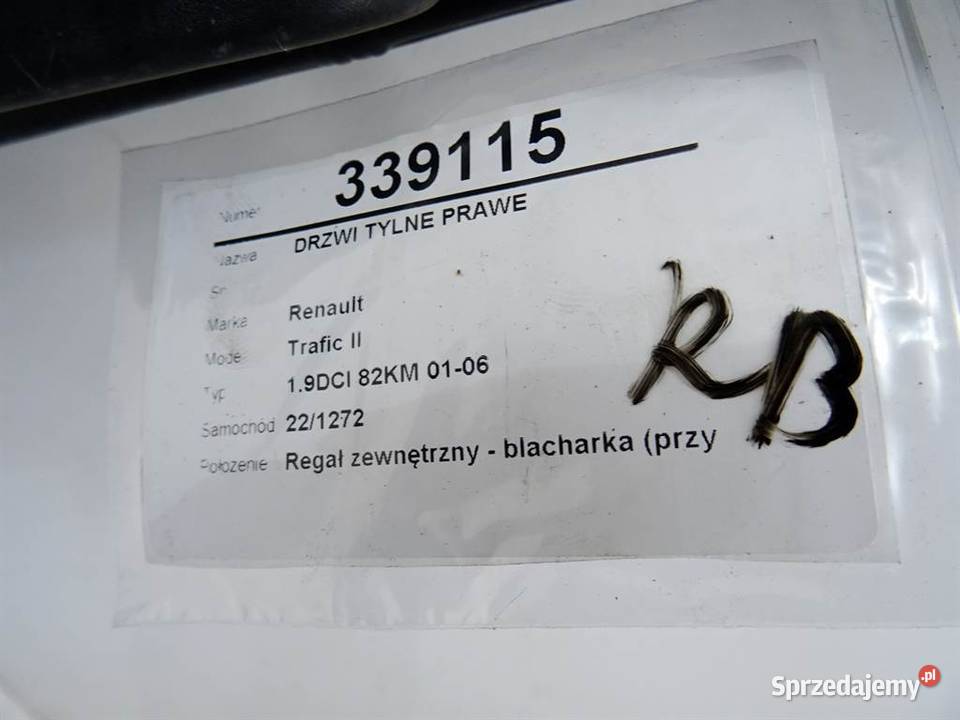 Numer 339115
Nazwa DRZWI TYLNE PRAWE
Marka Renault
Model Trafic II
Typ 1.9DCI 82KM 01-06
Samochód 22/1272
Położenie Regał zewnętrzny - blacharka (przy
RB
Sprzedajemy.pl